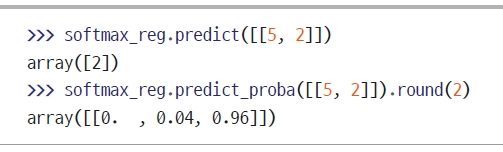 >>> softmax_reg.predict([[5, 2]])
array([2])
>>> softmax_reg.predict_proba([[5, 2]]).round(2)
array([[0.  , 0.04, 0.96]])